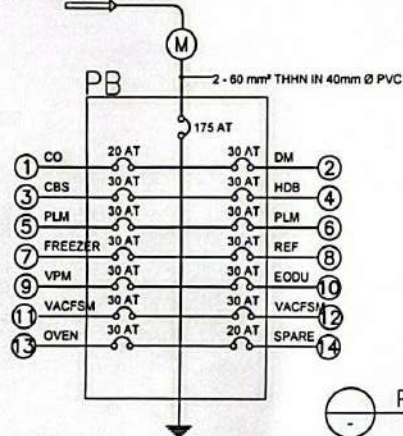 M
PB
2 - 60 mm² THHN IN 40mm Ø PVC
175 AT
1 CO 20 AT 30 AT DM 2
3 CBS 30 AT 30 AT HDB 4
5 PLM 30 AT 30 AT PLM 6
7 FREEZER 30 AT 30 AT REF 8
9 VPM 30 AT 30 AT EODU 10
11 VACFSM 30 AT 30 AT VACFSM 12
13 OVEN 30 AT 20 AT SPARE 14
-